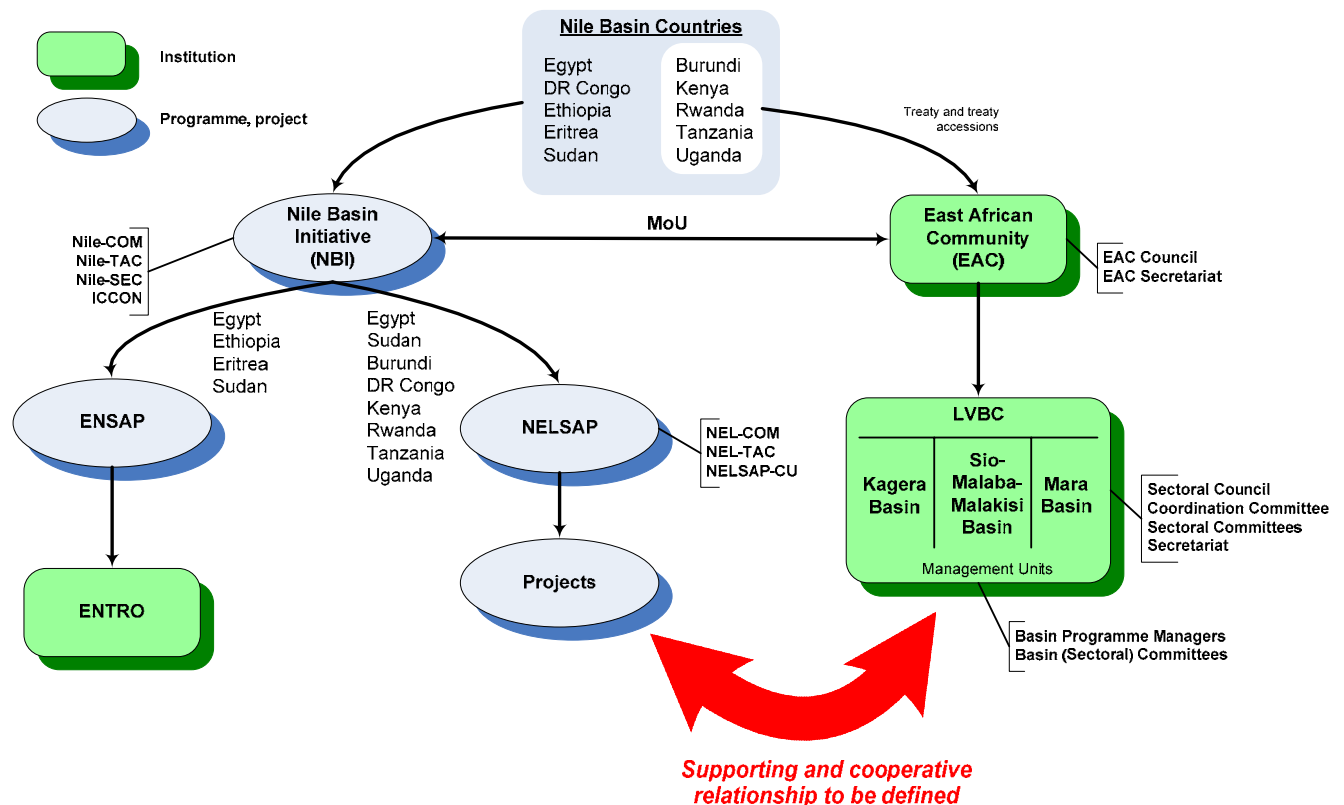 Institution
Programme, project
Nile Basin Countries
Egypt
DR Congo
Ethiopia
Eritrea
Sudan
Burundi
Kenya
Rwanda
Tanzania
Uganda
Treaty and treaty
accessions
Nile Basin
Initiative
(NBI)
MoU
East African
Community
(EAC)
Nile-COM
Nile-TAC
Nile-SEC
ICCON
EAC Council
EAC Secretariat
Egypt
Ethiopia
Eritrea
Sudan
Egypt
Sudan
Burundi
DR Congo
Kenya
Rwanda
Tanzania
Uganda
ENSAP
NELSAP
NEL-COM
NEL-TAC
NELSAP-CU
LVBC
Kagera
Basin
Sio-
Malaba-
Malakisi
Basin
Mara
Basin
Management Units
Sectoral Council
Coordination Committee
Sectoral Committees
Secretariat
ENTRO
Projects
Basin Programme Managers
Basin (Sectoral) Committees
Supporting and cooperative
relationship to be defined